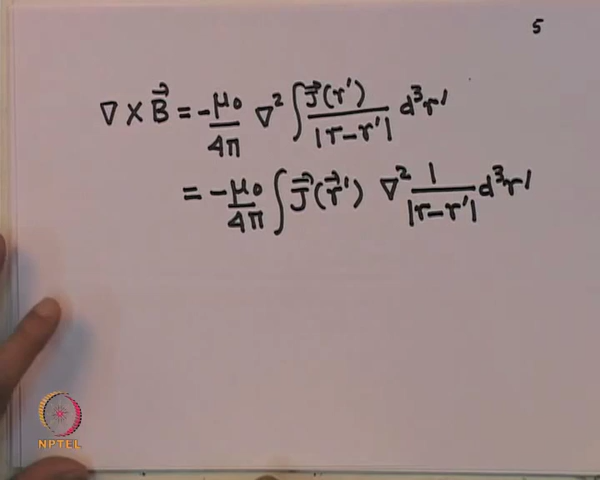 5
∇ × B⃗ = -μ₀/4π ∇² ∫ J⃗(r')/|r-r'| d³r'
= -μ₀/4π ∫ J⃗(r⃗') ∇² 1/|r-r'| d³r'
NPTEL